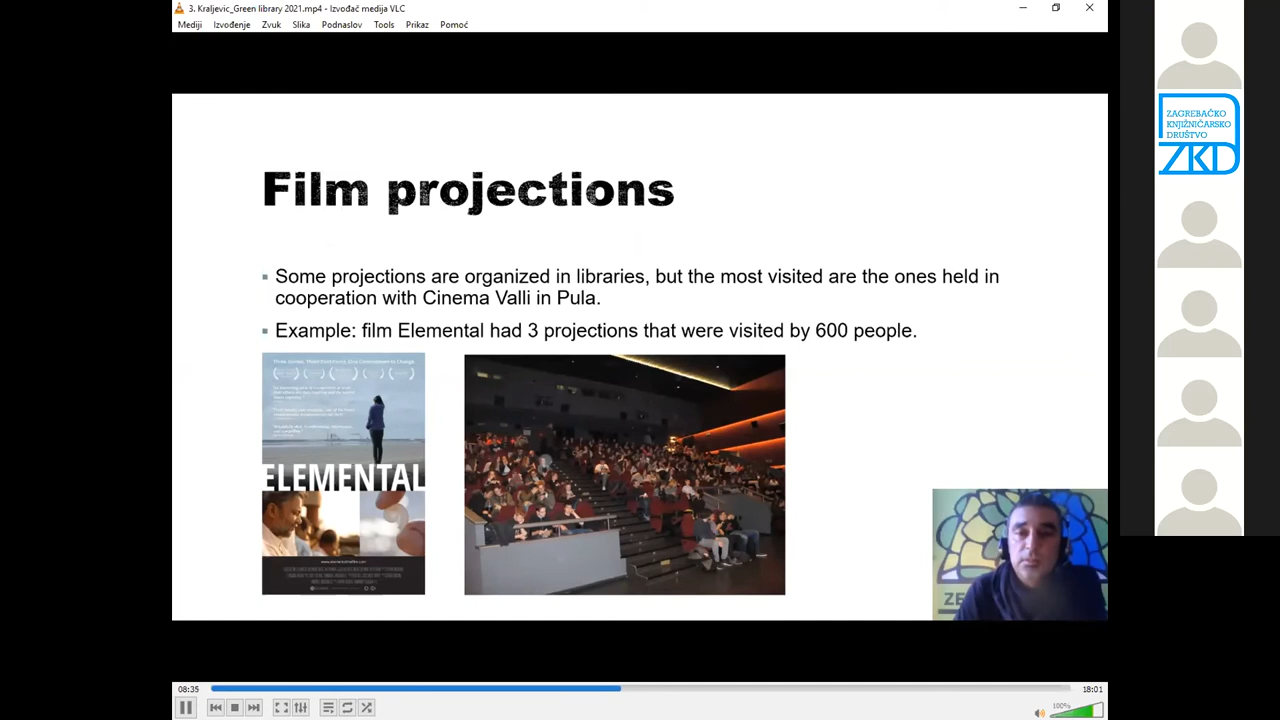 3. Kraljevic_Green library 2021.mp4 - Izvođač medija VLC
Mediji Izvođenje Zvuk Slika Podnaslov Tools Prikaz Pomoć
ZAGREBAČKO
KNJIŽNIČARSKO
DRUŠTVO
ZKD
Film projections
Some projections are organized in libraries, but the most visited are the ones held in
cooperation with Cinema Valli in Pula.
Example: film Elemental had 3 projections that were visited by 600 people.
ELEMENTAL
ZE
08:35
18:01
100%